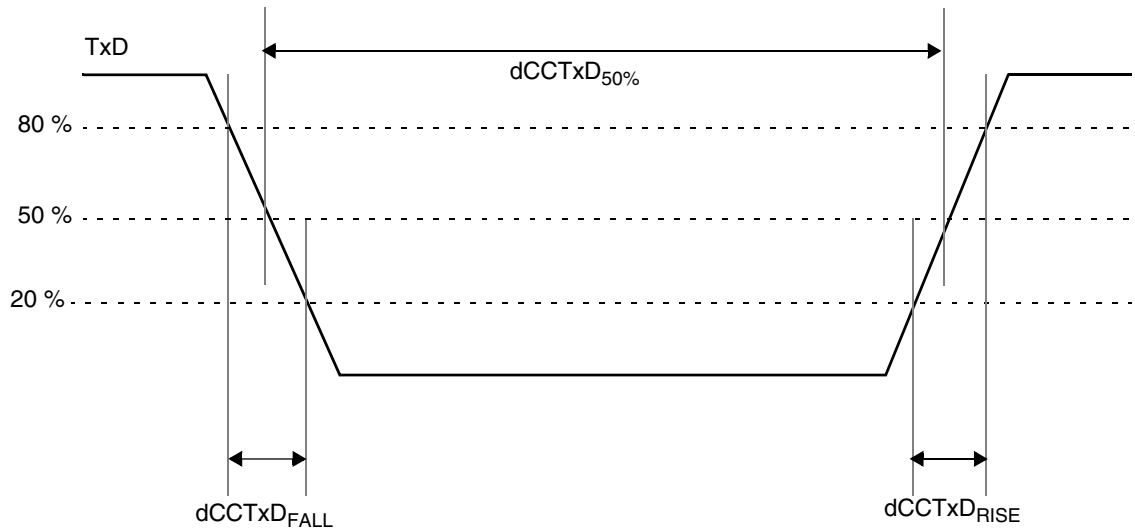 TxD
dCCTxD50%
80 %
50 %
20 %
dCCTxDFALL
dCCTxDRISE